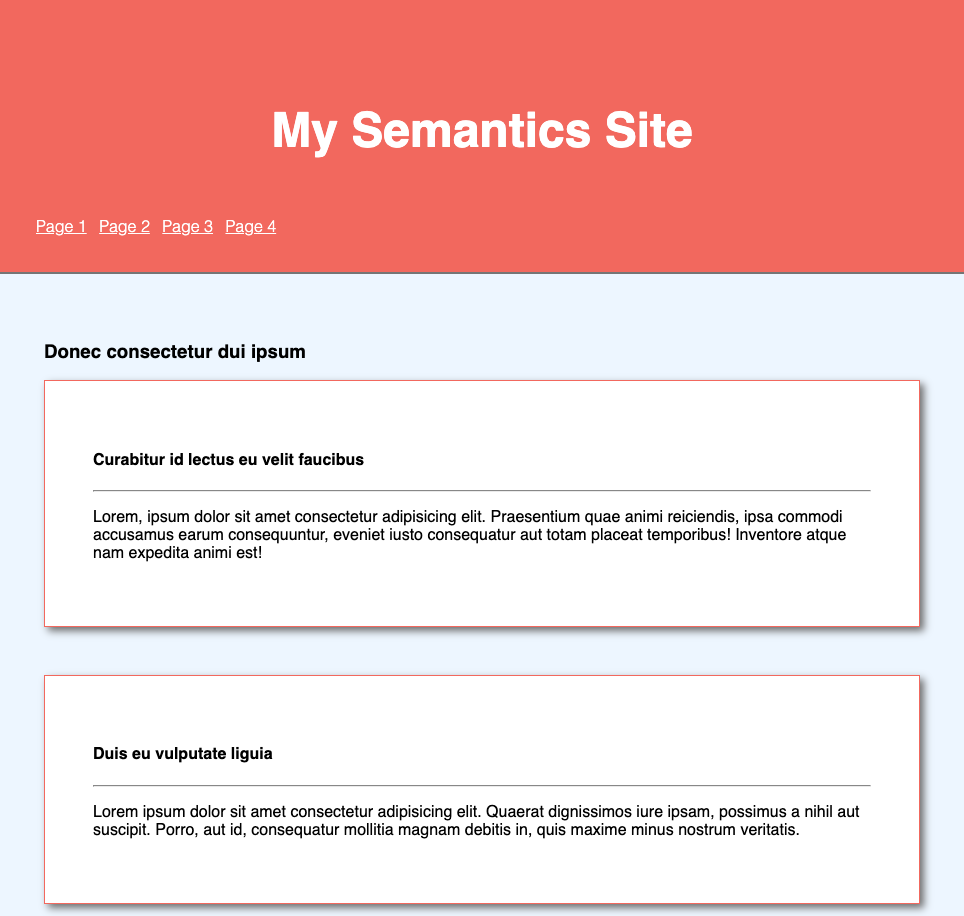 My Semantics Site
Page 1 Page 2 Page 3 Page 4
Donec consectetur dui ipsum
Curabitur id lectus eu velit faucibus
Lorem, ipsum dolor sit amet consectetur adipisicing elit. Praesentium quae animi reiciendis, ipsa commodi
accusamus earum consequuntur, eveniet iusto consequatur aut totam placeat temporibus! Inventore atque
nam expedita animi est!
Duis eu vulputate liguia
Lorem ipsum dolor sit amet consectetur adipisicing elit. Quaerat dignissimos iure ipsam, possimus a nihil aut
suscipit. Porro, aut id, consequatur mollitia magnam debitis in, quis maxime minus nostrum veritatis.